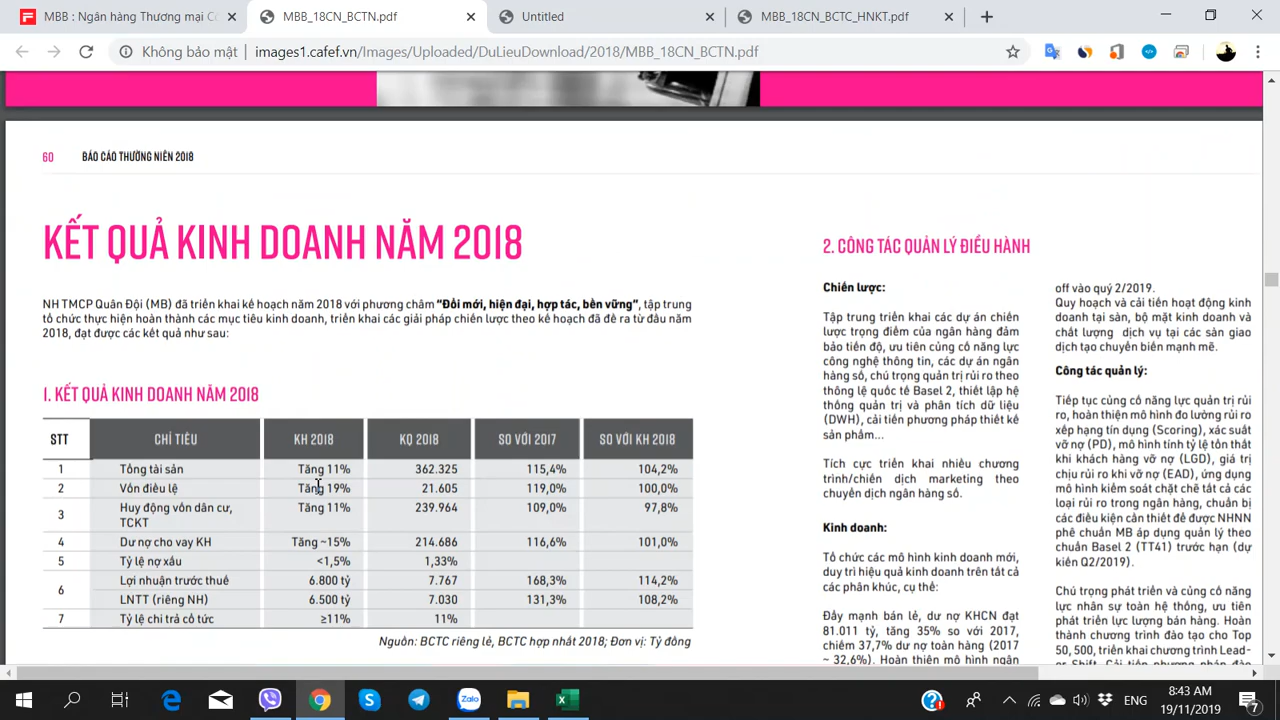 MBB : Ngân hàng Thương mại C
MBB_18CN_BCTN.pdf
Untitled
MBB_18CN_BCTC_HNKT.pdf
Không bảo mật
images1.cafef.vn/Images/Uploaded/DuLieuDownload/2018/MBB_18CN_BCTN.pdf
60 BÁO CÁO THƯỜNG NIÊN 2018
KẾT QUẢ KINH DOANH NĂM 2018
NH TMCP Quân Đội (MB) đã triển khai kế hoạch năm 2018 với phương châm “Đổi mới, hiện đại, hợp tác, bền vững”, tập trung
tổ chức thực hiện hoàn thành các mục tiêu kinh doanh, triển khai các giải pháp chiến lược theo kế hoạch đã đề ra từ đầu năm
2018, đạt được các kết quả như sau:
1. KẾT QUẢ KINH DOANH NĂM 2018
STT CHỈ TIÊU KH 2018 KQ 2018 SO VỚI 2017 SO VỚI KH 2018
1 Tổng tài sản Tăng 11% 362.325 115,4% 104,2%
2 Vốn điều lệ Tăng 19% 21.605 119,0% 100,0%
3 Huy động vốn dân cư, Tăng 11% 239.964 109,0% 97,8%
TCKT
4 Dư nợ cho vay KH Tăng ~15% 214.686 116,6% 101,0%
5 Tỷ lệ nợ xấu <1,5% 1,33%
6 Lợi nhuận trước thuế 6.800 tỷ 7.767 168,3% 114,2%
LNTT (riêng NH) 6.500 tỷ 7.030 131,3% 108,2%
7 Tỷ lệ chi trả cổ tức ≥11% 11%
Nguồn: BCTC riêng lẻ, BCTC hợp nhất 2018; Đơn vị: Tỷ đồng
2. CÔNG TÁC QUẢN LÝ ĐIỀU HÀNH
Chiến lược:
Tập trung triển khai các dự án chiến
lược trọng điểm của ngân hàng đảm
bảo tiến độ, ưu tiên củng cố năng lực
công nghệ thông tin, các dự án ngân
hàng số, chú trọng quản trị rủi ro theo
thông lệ quốc tế Basel 2, thiết lập hệ
thống quản trị và phân tích dữ liệu
(DWH), cải tiến phương pháp thiết kế
sản phẩm...
Tích cực triển khai nhiều chương
trình/chiến dịch marketing theo
chuyển dịch ngân hàng số.
Kinh doanh:
Tổ chức các mô hình kinh doanh mới,
duy trì hiệu quả kinh doanh trên tất cả
các phân khúc, cụ thể:
Đẩy mạnh bán lẻ, dư nợ KHCN đạt
81.011 tỷ, tăng 35% so với 2017,
chiếm 37,7% dư nợ toàn hàng (2017
~ 32,6%). Hoàn thiện mô hình ngân
off vào quý 2/2019.
Quy hoạch và cải tiến hoạt động kinh
doanh tại sàn, bộ mặt kinh doanh và
chất lượng dịch vụ tại các sàn giao
dịch tạo chuyển biến mạnh mẽ.
Công tác quản lý:
Tiếp tục củng cố năng lực quản trị rủi
ro, hoàn thiện mô hình đo lường rủi ro
xếp hạng tín dụng (Scoring), xác suất
vỡ nợ (PD), mô hình tính tỷ lệ tổn thất
khi khách hàng vỡ nợ (LGD), giá trị
chịu rủi ro khi vỡ nợ (EAD), ứng dụng
mô hình kiểm soát chặt chẽ tất cả các
loại rủi ro trong ngân hàng, chuẩn bị
các điều kiện cần thiết để được NHNN
phê chuẩn MB áp dụng quản lý theo
chuẩn Basel 2 (TT41) trước hạn (dự
kiến Q2/2019).
Chú trọng phát triển và củng cố năng
lực nhân sự toàn hệ thống, ưu tiên
phát triển lực lượng bán hàng. Hoàn
thành chương trình đào tạo cho Top
50, 500, triển khai chương trình Lead-
er Shift. Cải tiến phương pháp đào
ENG
8:43 AM
19/11/2019
Zalo
7